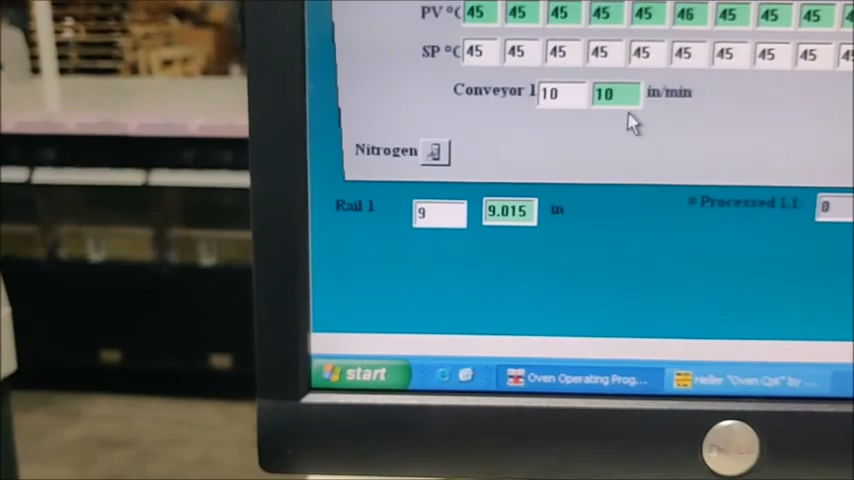 PV °C 45 45 45 45 45 46 45 45 45
SP °C 45 45 45 45 45 45 45 45 45
Conveyor 1 10 10 in/min
Nitrogen
Rail 1 9 9.015 in # Processed L1: 0
start Oven Operating Prog... Heller "Oven CpK" by ...